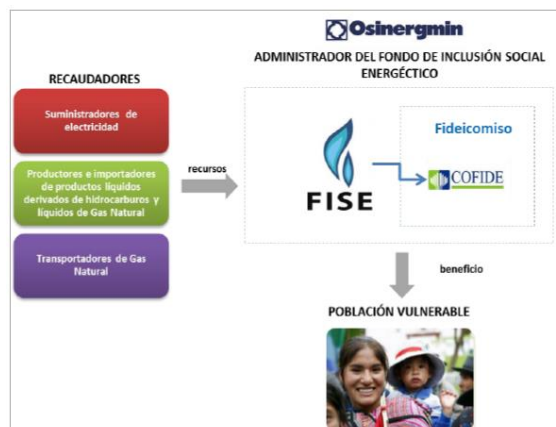 Osinergmin
ADMINISTRADOR DEL FONDO DE INCLUSIÓN SOCIAL
ENERGÉCTICO
RECAUDADORES
Suministradores de
electricidad
Productores e importadores
de productos líquidos
derivados de hidrocarburos y
líquidos de Gas Natural
Transportadores de Gas
Natural
recursos
FISE
Fideicomiso
COFIDE
beneficio
POBLACIÓN VULNERABLE